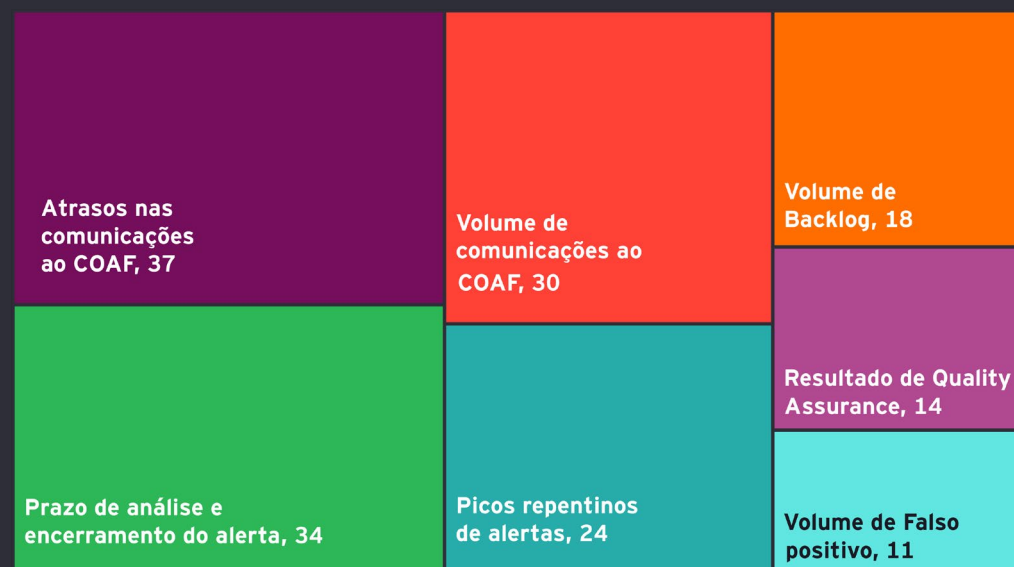 Atrasos nas
comunicações
ao COAF, 37
Prazo de análise e
encerramento do alerta, 34
Volume de
comunicações ao
COAF, 30
Picos repentinos
de alertas, 24
Volume de
Backlog, 18
Resultado de Quality
Assurance, 14
Volume de Falso
positivo, 11